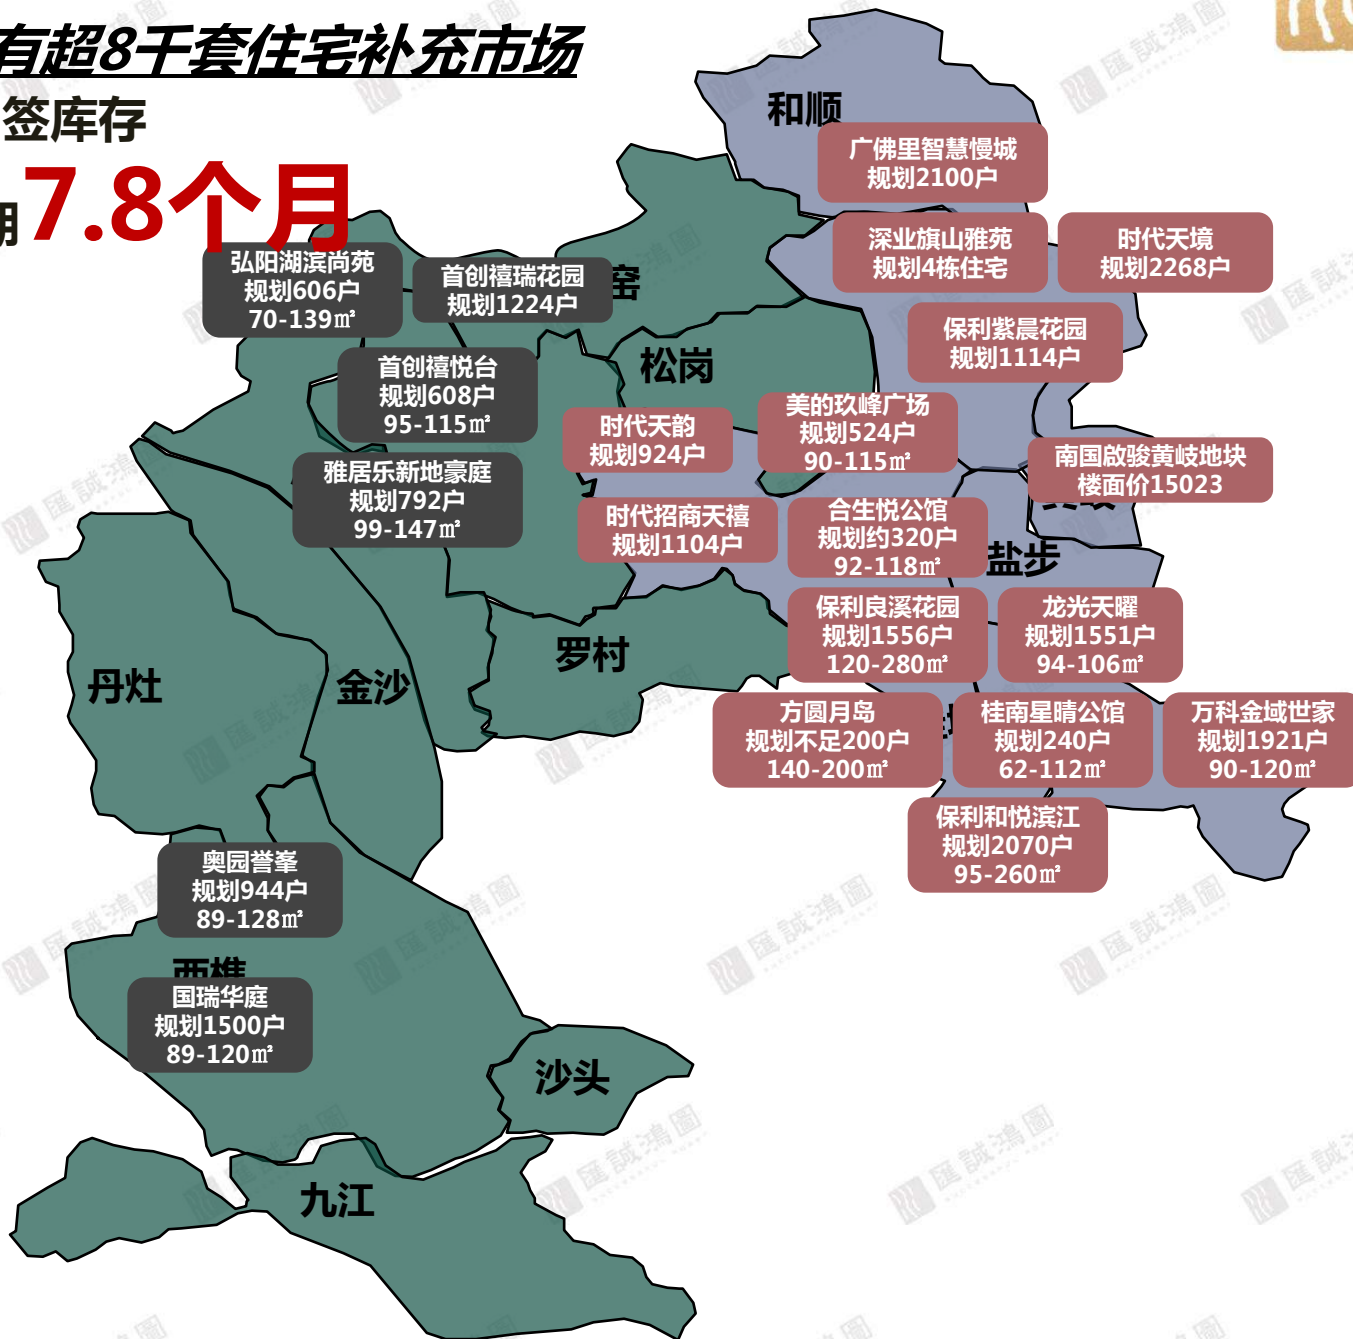 有超8千套住宅补充市场
签库存
期7.8个月
和顺
广佛里智慧慢城
规划2100户
深业旗山雅苑
规划4栋住宅
时代天境
规划2268户
弘阳湖滨尚苑
规划606户
70-139㎡
首创禧瑞花园
规划1224户
窑
保利紫晨花园
规划1114户
松岗
首创禧悦台
规划608户
95-115㎡
时代天韵
规划924户
美的玖峰广场
规划524户
90-115㎡
南国啟骏黄岐地块
楼面价15023
雅居乐新地豪庭
规划792户
99-147㎡
时代招商天禧
规划1104户
合生悦公馆
规划约320户
92-118㎡
盐步
保利良溪花园
规划1556户
120-280㎡
龙光天曜
规划1551户
94-106㎡
罗村
丹灶
金沙
方圆月岛
规划不足200户
140-200㎡
桂南星晴公馆
规划240户
62-112㎡
万科金域世家
规划1921户
90-120㎡
保利和悦滨江
规划2070户
95-260㎡
奥园誉峯
规划944户
89-128㎡
西樵
国瑞华庭
规划1500户
89-120㎡
沙头
九江
匯誠鴻圖